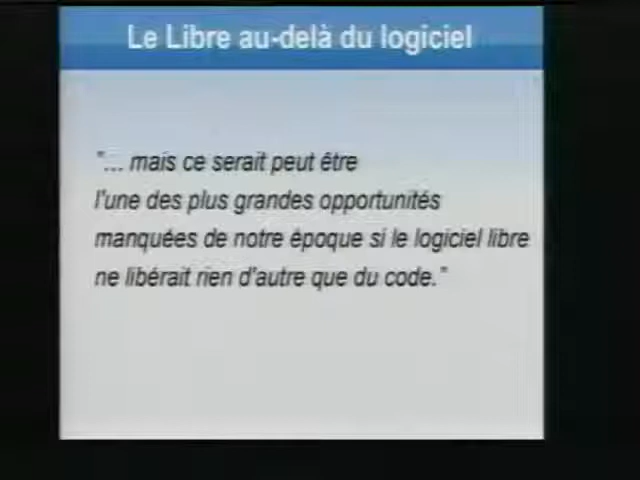 Le Libre au-delà du logiciel
"... mais ce serait peut être
l'une des plus grandes opportunités
manquées de notre époque si le logiciel libre
ne libérait rien d'autre que du code."